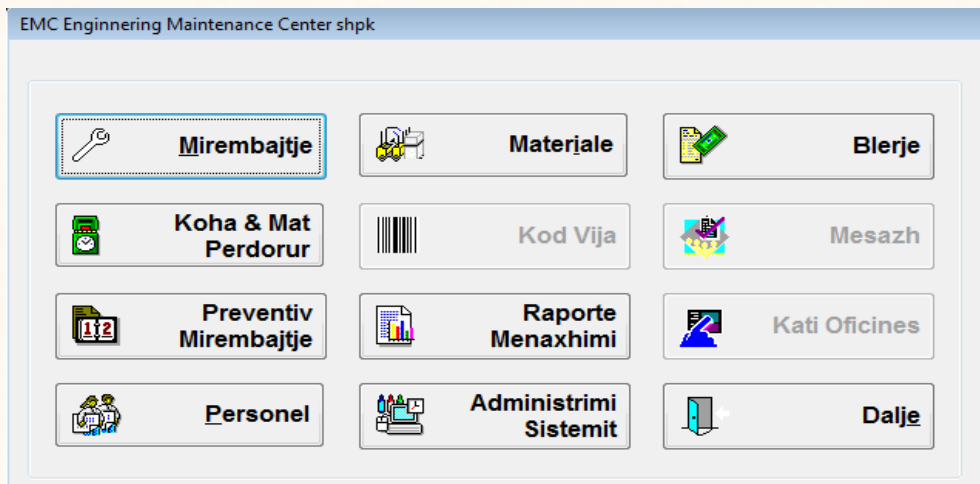 EMC Enginnering Maintenance Center shpk
Mirembajtje
Materiale
Blerje
Koha & Mat
Perdorur
Kod Vija
Mesazh
Preventiv
Mirembajtje
Raporte
Menaxhimi
Kati Oficines
Personel
Administrimi
Sistemit
Dalje